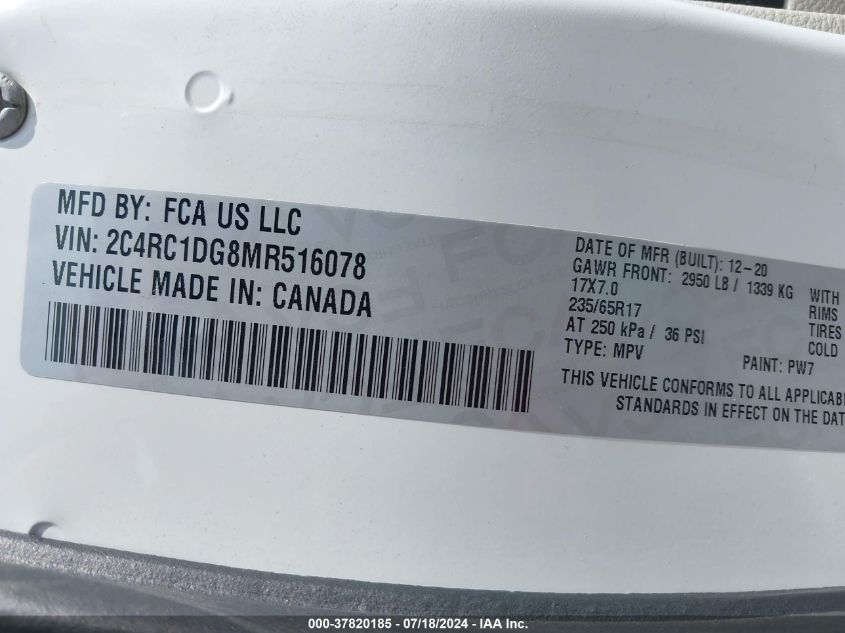 MFD BY: FCA US LLC
VIN: 2C4RC1DG8MR516078
VEHICLE MADE IN: CANADA
DATE OF MFR (BUILT): 12-20
GAWR FRONT: 2950 LB / 1339 KG WITH
17X7.0 RIMS
235/65R17 TIRES
AT 250 kPa / 36 PSI COLD
TYPE: MPV PAINT: PW7
THIS VEHICLE CONFORMS TO ALL APPLICAB
STANDARDS IN EFFECT ON THE DAT
000-37820185 - 07/18/2024 - IAA Inc.